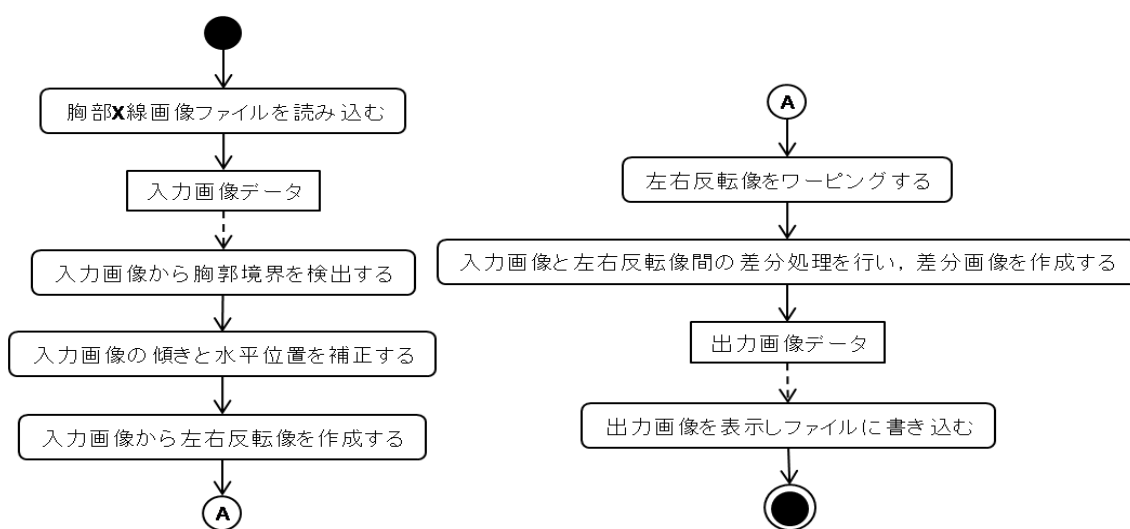 胸部X線画像ファイルを読み込む
入力画像データ
入力画像から胸郭境界を検出する
入力画像の傾きと水平位置を補正する
入力画像から左右反転像を作成する
A
A
左右反転像をワーピングする
入力画像と左右反転像間の差分処理を行い，差分画像を作成する
出力画像データ
出力画像を表示しファイルに書き込む